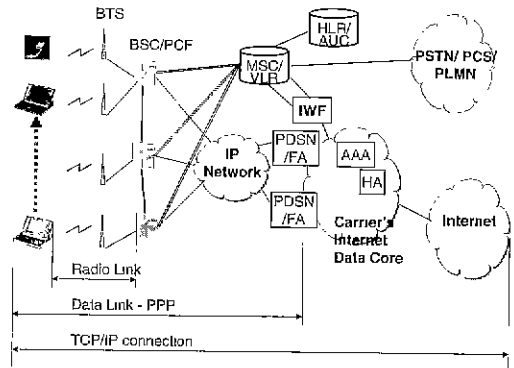 BTS
BSC/PCF
HLR/
AUC
MSC/
VLR
PSTN/ PCS/
PLMN
IWF
IP
Network
PDSN
/FA
AAA
HA
PDSN
/FA
Carrier's
Internet
Data Core
Internet
Radio Link
Data Link - PPP
TCP/IP connection